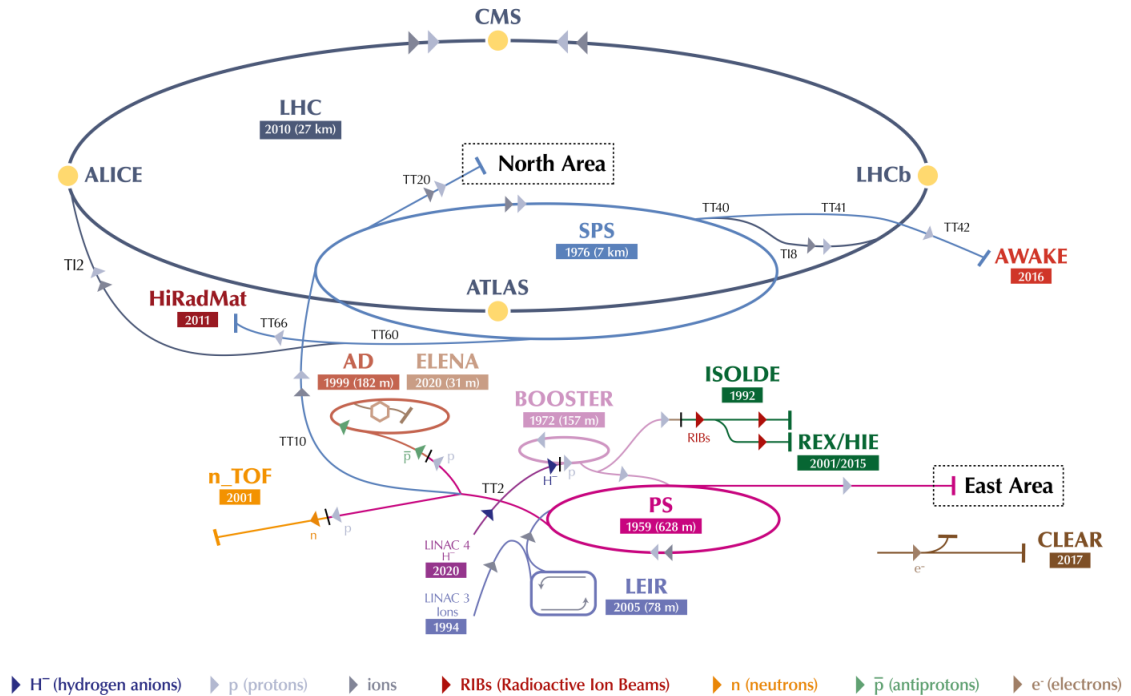 CMS
LHC
2010 (27 km)
North Area
ALICE
TT20
LHCb
TT40
TT41
SPS
1976 (7 km)
TT42
TI8
AWAKE
2016
TI2
ATLAS
HiRadMat
2011
TT66
TT60
AD
1999 (182 m)
ELENA
2020 (31 m)
ISOLDE
1992
BOOSTER
1972 (157 m)
RIBs
REX/HIE
2001/2015
TT10
p̅
p
H⁻
p
n_TOF
2001
TT2
East Area
PS
1959 (628 m)
n
p
LINAC 4
H⁻
2020
CLEAR
2017
e⁻
LINAC 3
Ions
1994
LEIR
2005 (78 m)
H⁻ (hydrogen anions)
p (protons)
ions
RIBs (Radioactive Ion Beams)
n (neutrons)
p̅ (antiprotons)
e⁻ (electrons)